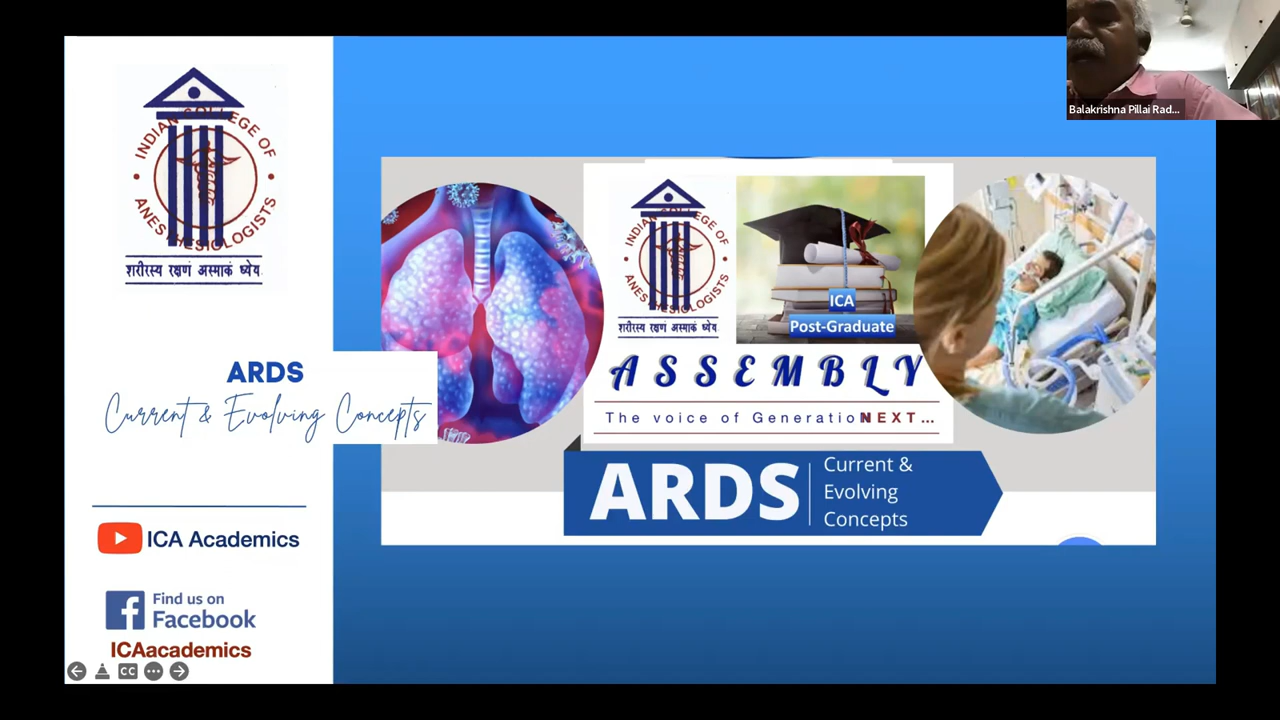 INDIAN COLLEGE OF
ANESTHESIOLOGISTS
शरीरस्य रक्षणं अस्माकं ध्येय
ARDS
Current & Evolving Concepts
ICA Academics
Find us on
Facebook
ICAacademics
CC
INDIAN COLLEGE OF
ANESTHESIOLOGISTS
शरीरस्य रक्षणं अस्माकं ध्येय
ICA
Post-Graduate
ASSEMBLY
The voice of GenerationNEXT...
ARDS
Current &
Evolving
Concepts
Balakrishna Pillai Rad...